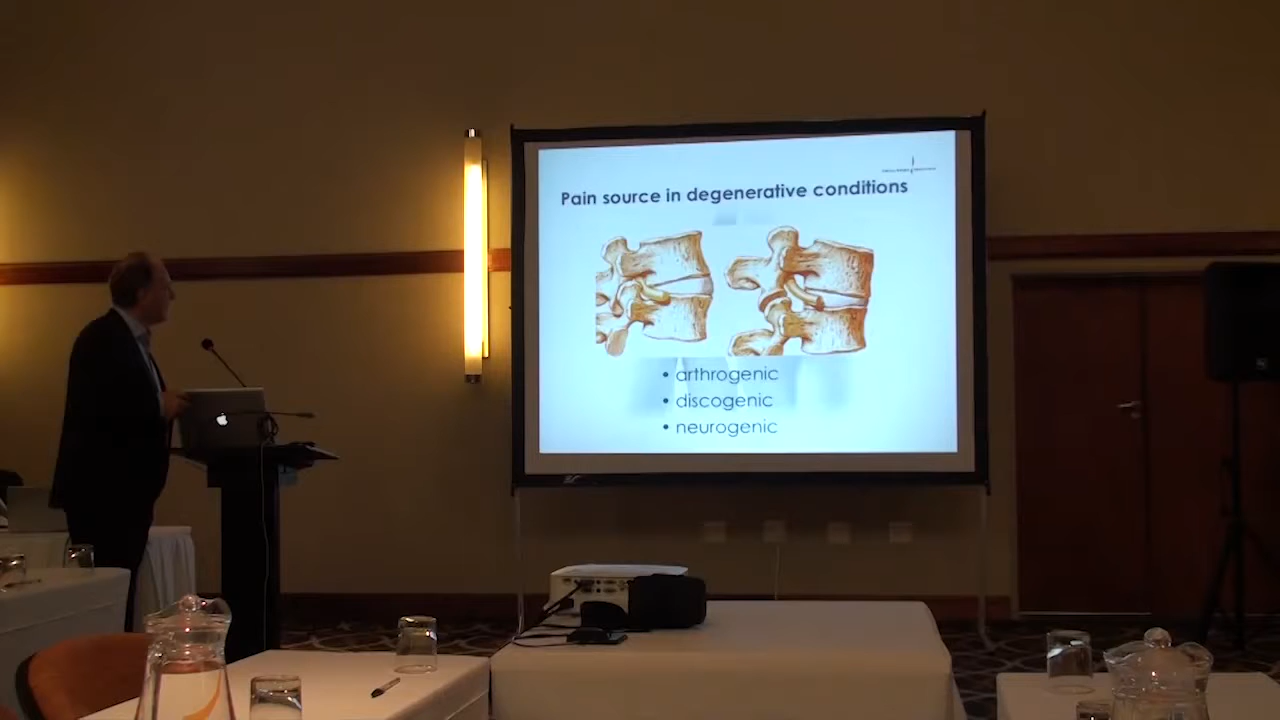 Pain source in degenerative conditions
• arthrogenic
• discogenic
• neurogenic